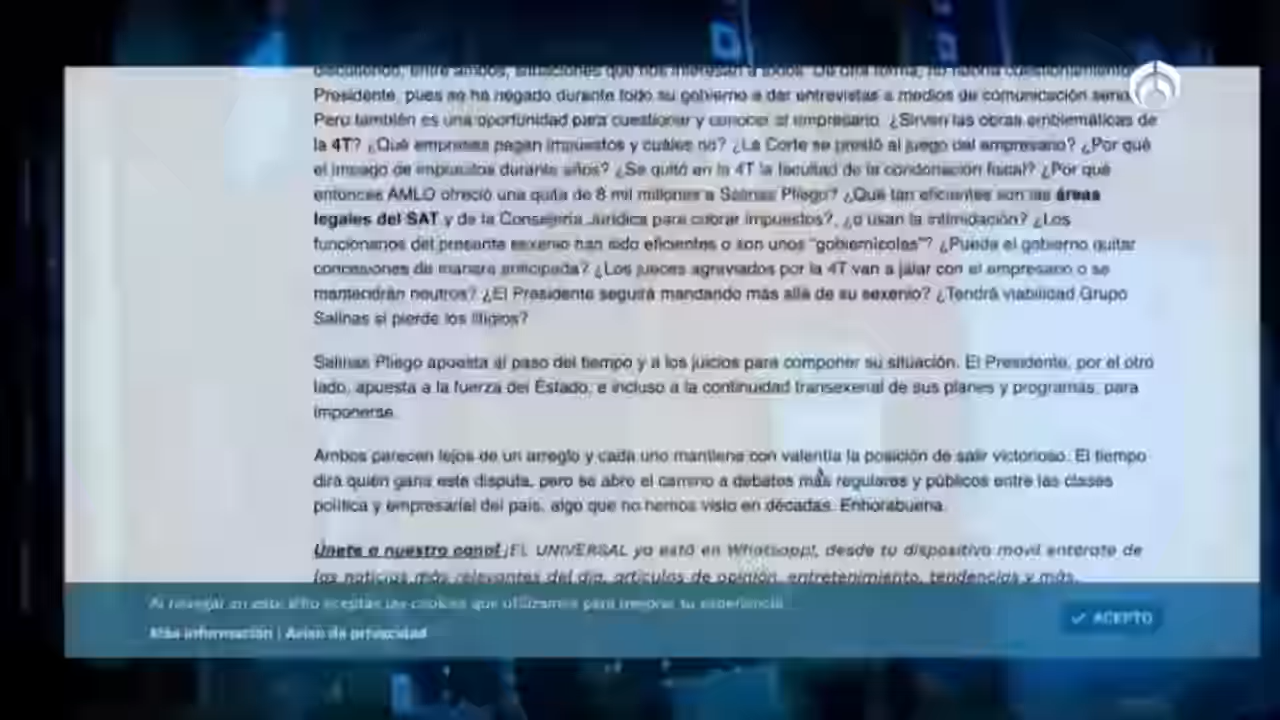 discutiendo, entre ambos, situaciones que nos interesan a todos. De otra forma, no habría cuestionamiento
Presidente, pues se ha negado durante todo su gobierno a dar entrevistas a medios de comunicación
Pero también es una oportunidad para cuestionar y conocer al empresario. ¿Sirven las obras emblemáticas de
la 4T? ¿Qué empresas pagan impuestos y cuáles no? ¿La Corte se prestó al juego del empresario? ¿Por qué
el impago de impuestos durante años? ¿Se quitó en la 4T la facultad de la condonación fiscal? ¿Por qué
entonces AMLO ofreció una quita de 8 mil millones a Salinas Pliego? ¿Qué tan eficientes son las áreas
legales del SAT y de la Consejería Jurídica para cobrar impuestos?, ¿o usan la intimidación? ¿Los
funcionarios del presente sexenio han sido eficientes o son unos "gobiernícolas"? ¿Puede el gobierno quitar
concesiones de manera anticipada? ¿Los jueces agraviados por la 4T van a jalar con el empresario o se
mantendrán neutros? ¿El Presidente seguirá mandando más allá de su sexenio? ¿Tendrá viabilidad Grupo
Salinas si pierde los litigios?
Salinas Pliego apuesta al paso del tiempo y a los juicios para componer su situación. El Presidente, por el otro
lado, apuesta a la fuerza del Estado, e incluso a la continuidad transexenal de sus planes y programas, para
imponerse.
Ambos parecen lejos de un arreglo y cada uno mantiene con valentía la posición de salir victorioso. El tiempo
dirá quién gana esta disputa, pero se abre el camino a debates más regulares y públicos entre las clases
política y empresarial del país, algo que no hemos visto en décadas. Enhorabuena.
Únete a nuestro canal ¡EL UNIVERSAL ya está en Whatsapp!, desde tu dispositivo móvil entérate de
las noticias más relevantes del día, artículos de opinión, entretenimiento, tendencias y más.
Al navegar en este sitio aceptas las cookies que utilizamos para mejorar tu experiencia
Más información | Aviso de privacidad
✓ ACEPTO